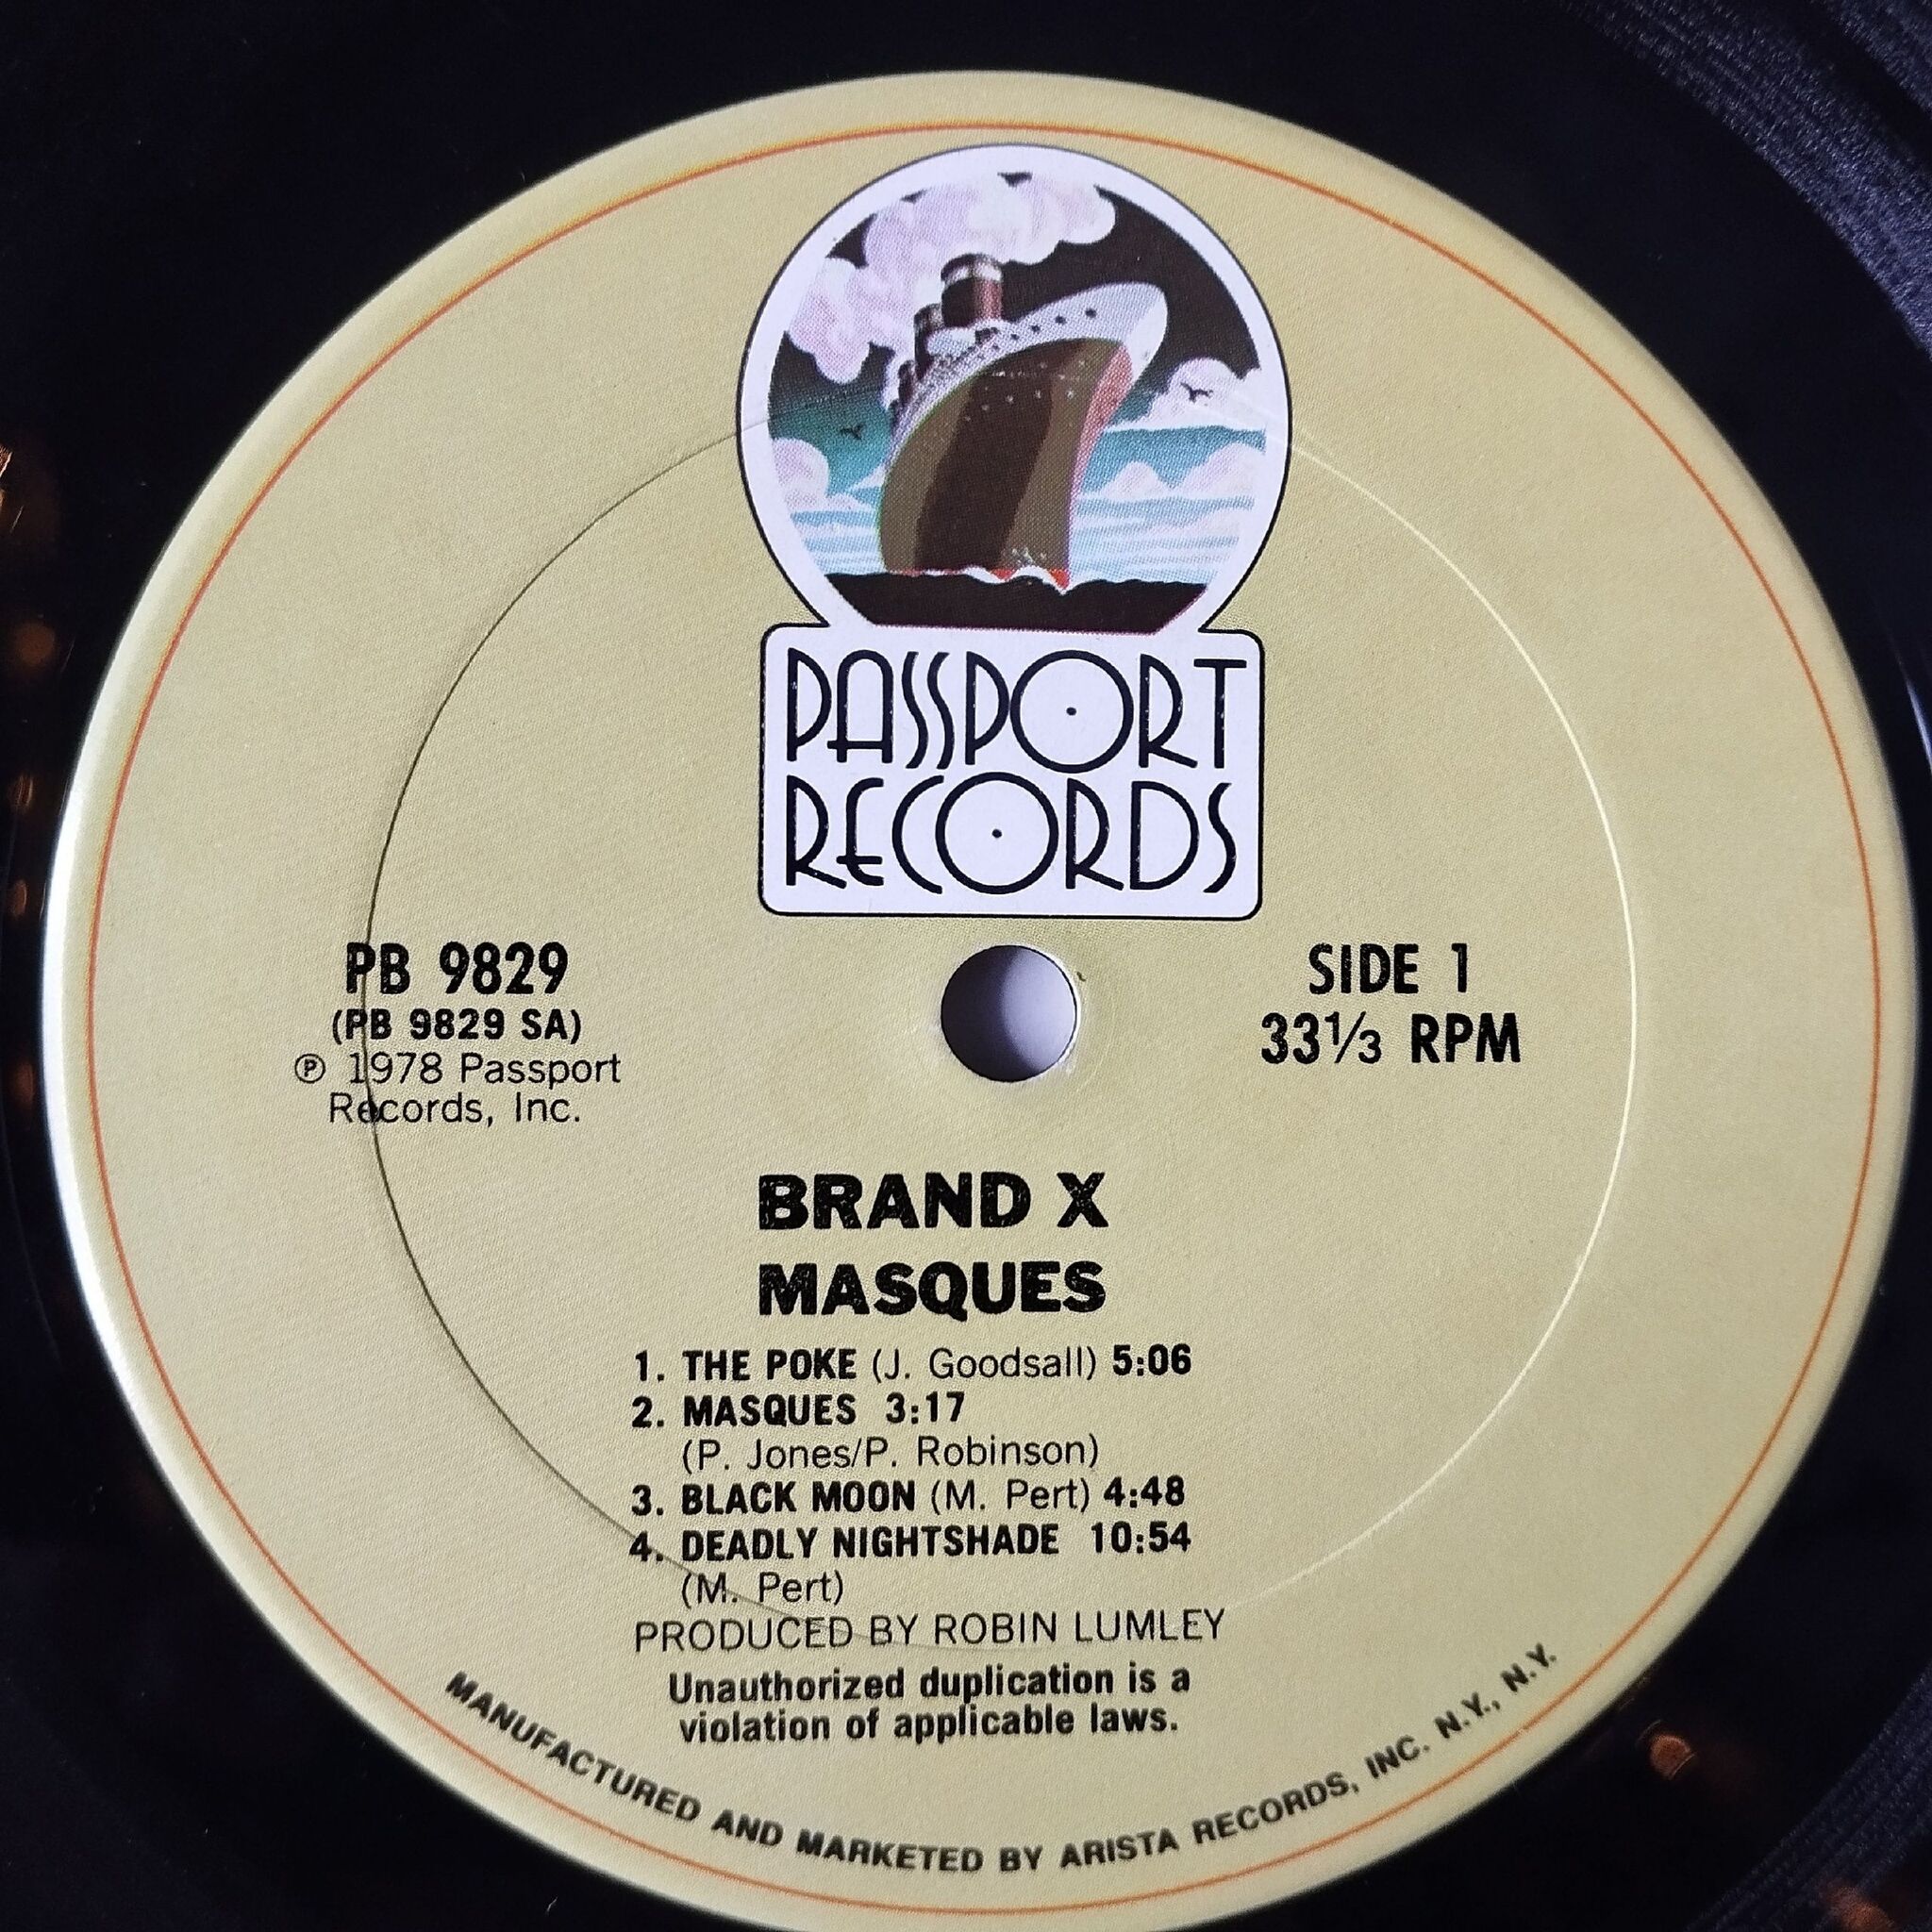 PASSPORT
RECORDS
PB 9829
(PB 9829 SA)
℗ 1978 Passport
Records, Inc.
SIDE 1
33⅓ RPM
BRAND X
MASQUES
1. THE POKE (J. Goodsall) 5:06
2. MASQUES 3:17
(P. Jones/P. Robinson)
3. BLACK MOON (M. Pert) 4:48
4. DEADLY NIGHTSHADE 10:54
(M. Pert)
PRODUCED BY ROBIN LUMLEY
Unauthorized duplication is a
violation of applicable laws.
MANUFACTURED AND MARKETED BY ARISTA RECORDS, INC. N.Y., N.Y.